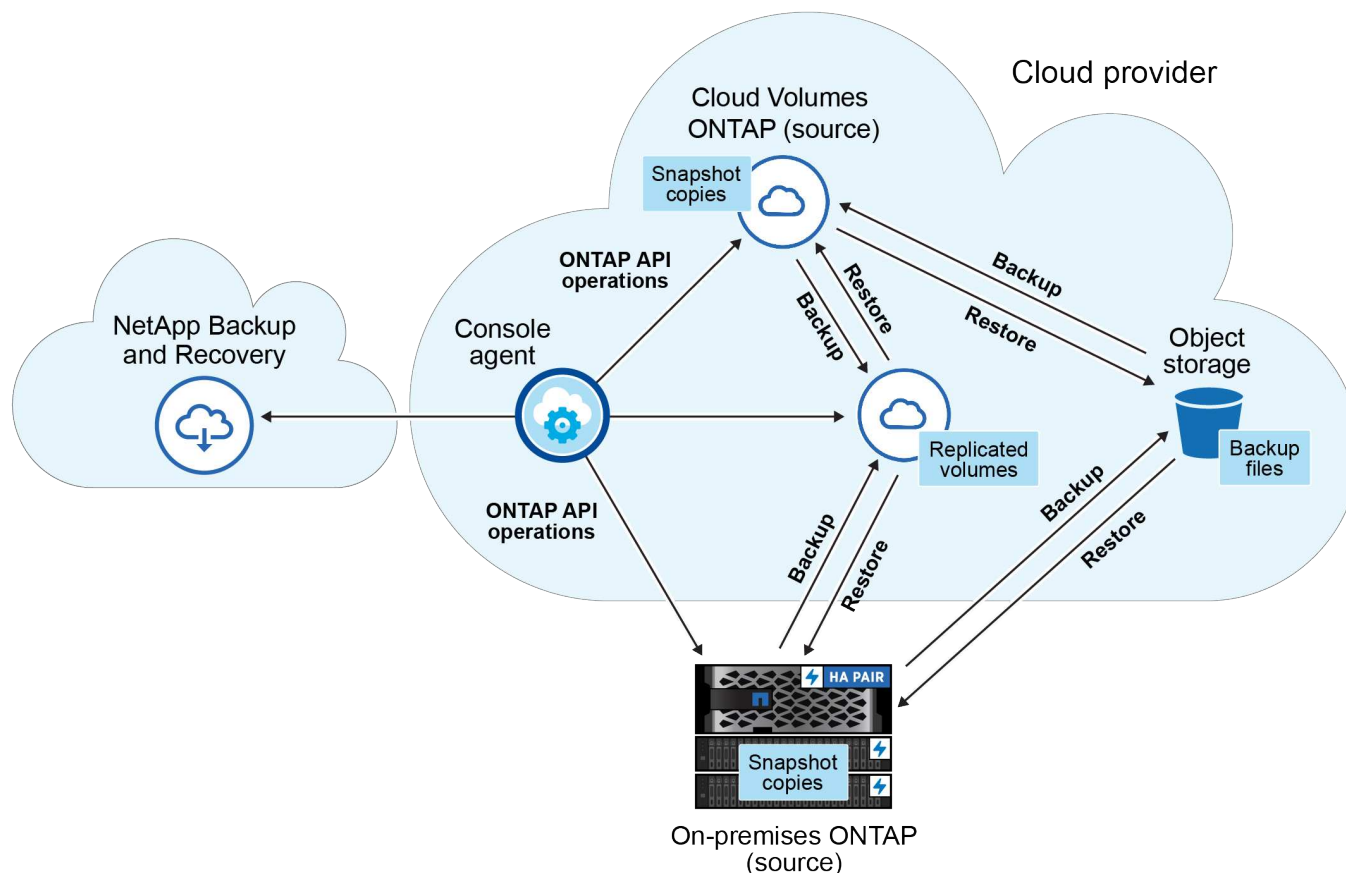 Cloud provider
Cloud Volumes
ONTAP (source)
Snapshot
copies
ONTAP API
operations
Backup
Restore
Backup
Restore
NetApp Backup
and Recovery
Console
agent
Object
storage
Replicated
volumes
Backup
files
ONTAP API
operations
Backup
Restore
Backup
Restore
HA PAIR
Snapshot
copies
On-premises ONTAP
(source)